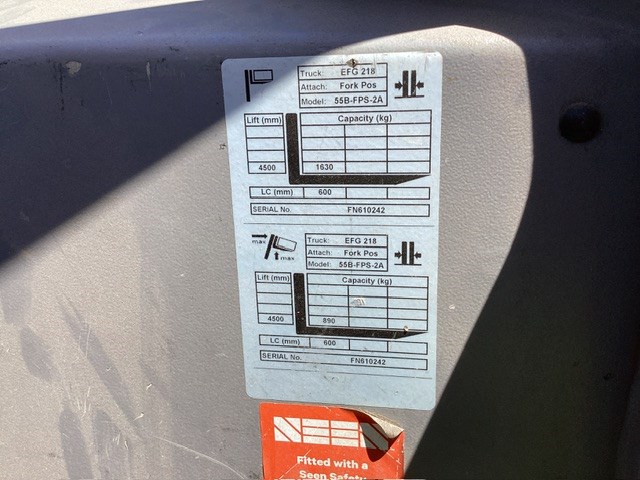 Truck: EFG 218
Attach: Fork Pos
Model: 55B-FPS-2A
Lift (mm) Capacity (kg)
4500 1630
LC (mm) 600
SERIAL No. FN610242
max
max
Truck: EFG 218
Attach: Fork Pos
Model: 55B-FPS-2A
Lift (mm) Capacity (kg)
4500 890
LC (mm) 600
SERIAL No. FN610242
Fitted with a
Seen Safety